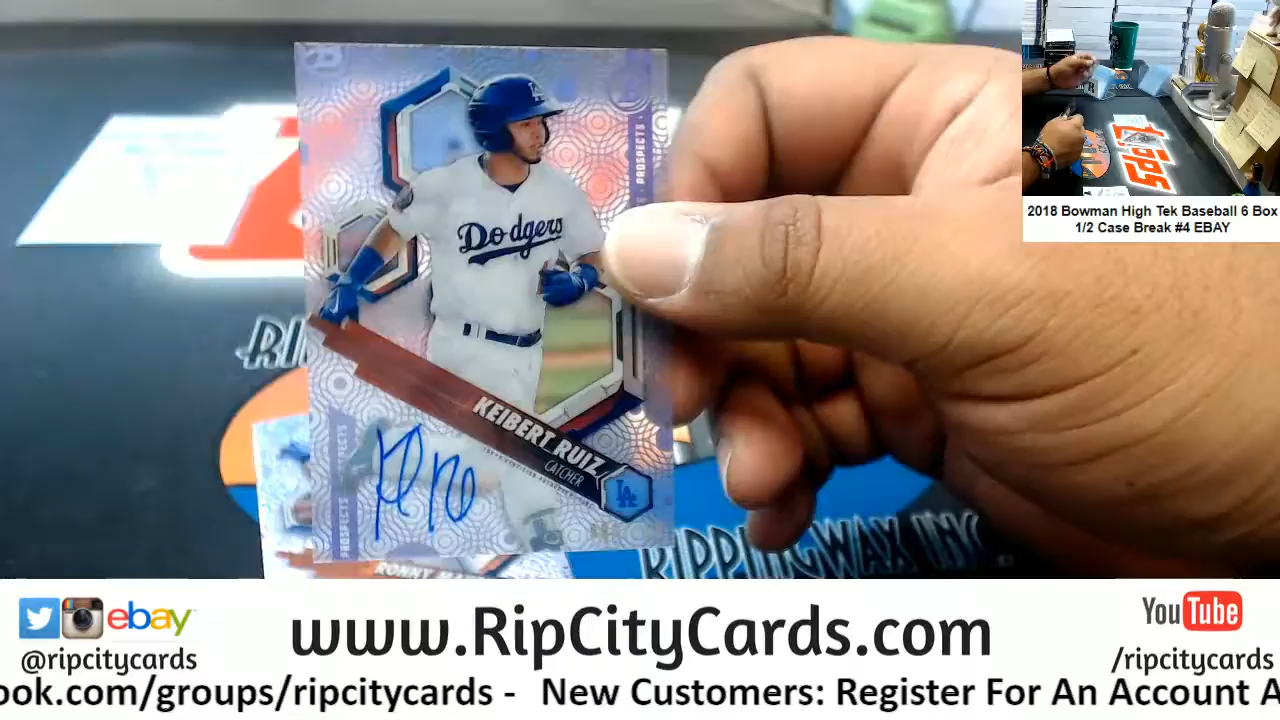 PROSPECTS
Dodgers
KEIBERT RUIZ
CATCHER
LA
PROSPECTS
RONNY
RIPPINGWAX INC
Topps
2018 Bowman High Tek Baseball 6 Box
1/2 Case Break #4 EBAY
ebay
@ripcitycards
www.RipCityCards.com
YouTube
/ripcitycards
ook.com/groups/ripcitycards - New Customers: Register For An Account A